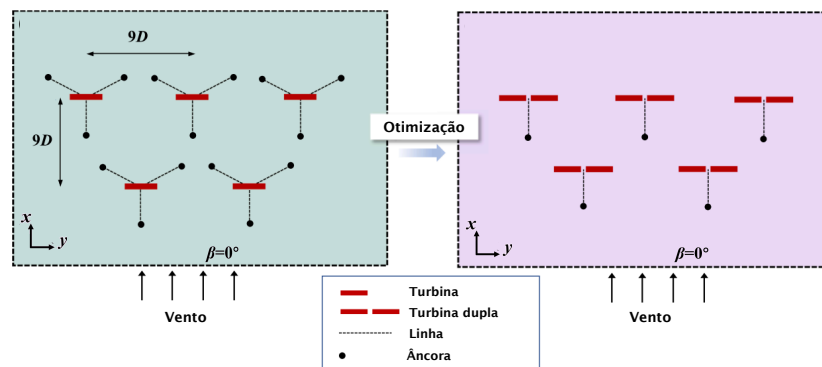 9D
9D
x
y
β=0°
Vento
Otimização
x
y
β=0°
Vento
Turbina
Turbina dupla
Linha
Âncora